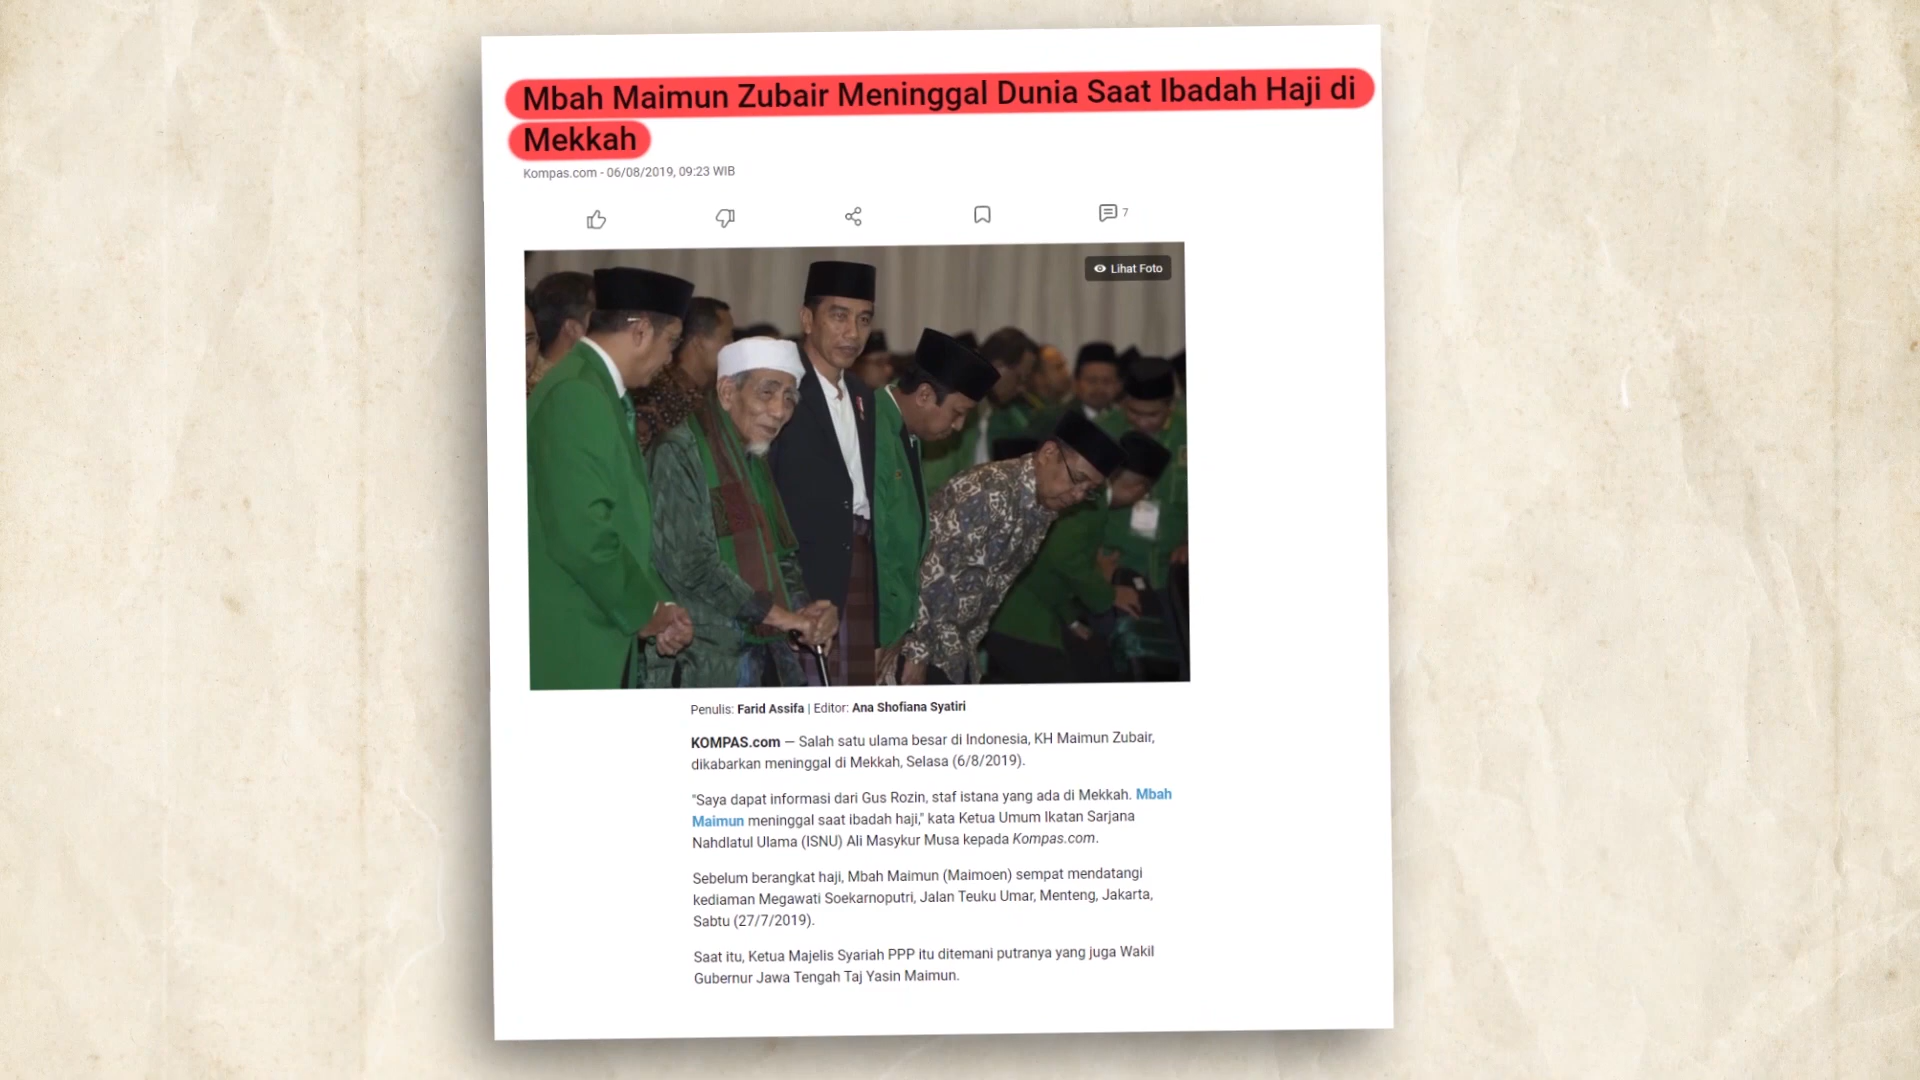 Mbah Maimun Zubair Meninggal Dunia Saat Ibadah Haji di
Mekkah
Kompas.com - 06/08/2019, 09:23 WIB
7
Lihat Foto
Penulis: Farid Assifa | Editor: Ana Shofiana Syatiri
KOMPAS.com — Salah satu ulama besar di Indonesia, KH Maimun Zubair,
dikabarkan meninggal di Mekkah, Selasa (6/8/2019).
"Saya dapat informasi dari Gus Rozin, staf istana yang ada di Mekkah. Mbah
Maimun meninggal saat ibadah haji," kata Ketua Umum Ikatan Sarjana
Nahdlatul Ulama (ISNU) Ali Masykur Musa kepada Kompas.com.
Sebelum berangkat haji, Mbah Maimun (Maimoen) sempat mendatangi
kediaman Megawati Soekarnoputri, Jalan Teuku Umar, Menteng, Jakarta,
Sabtu (27/7/2019).
Saat itu, Ketua Majelis Syariah PPP itu ditemani putranya yang juga Wakil
Gubernur Jawa Tengah Taj Yasin Maimun.